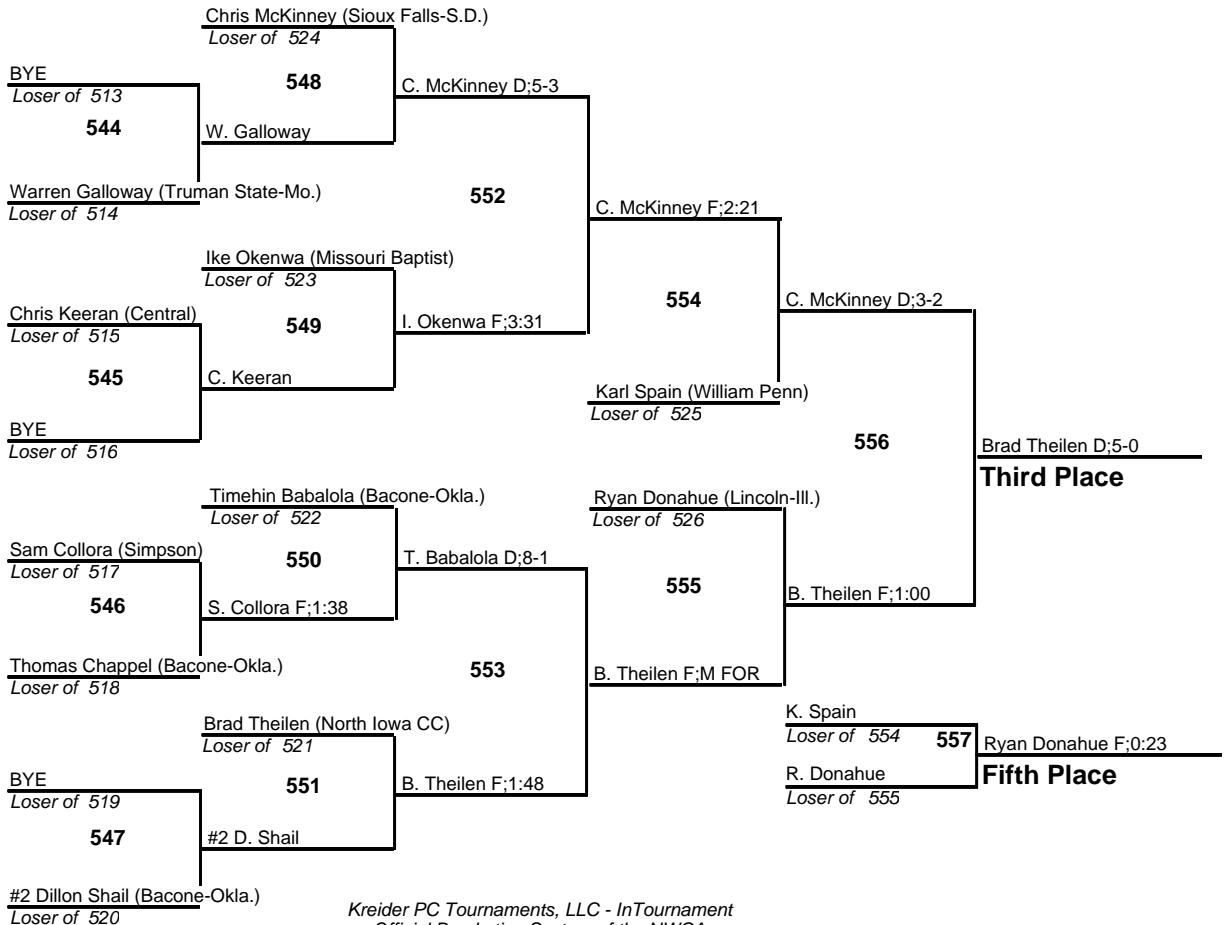 Chris McKinney (Sioux Falls-S.D.)
Loser of 524
BYE
Loser of 513
548
C. McKinney D;5-3
544
W. Galloway
Warren Galloway (Truman State-Mo.)
Loser of 514
552
C. McKinney F;2:21
Ike Okenwa (Missouri Baptist)
Loser of 523
Chris Keeran (Central)
Loser of 515
549
I. Okenwa F;3:31
554
C. McKinney D;3-2
545
C. Keeran
Karl Spain (William Penn)
Loser of 525
BYE
Loser of 516
556
Brad Theilen D;5-0
Third Place
Timehin Babalola (Bacone-Okla.)
Loser of 522
Ryan Donahue (Lincoln-Ill.)
Loser of 526
Sam Collora (Simpson)
Loser of 517
550
T. Babalola D;8-1
546
S. Collora F;1:38
555
B. Theilen F;1:00
Thomas Chappel (Bacone-Okla.)
Loser of 518
553
B. Theilen F;M FOR
Brad Theilen (North Iowa CC)
Loser of 521
K. Spain
Loser of 554
557
Ryan Donahue F;0:23
Fifth Place
R. Donahue
Loser of 555
BYE
Loser of 519
551
B. Theilen F;1:48
547
#2 D. Shail
#2 Dillon Shail (Bacone-Okla.)
Loser of 520
Kreider PC Tournaments, LLC - InTournament